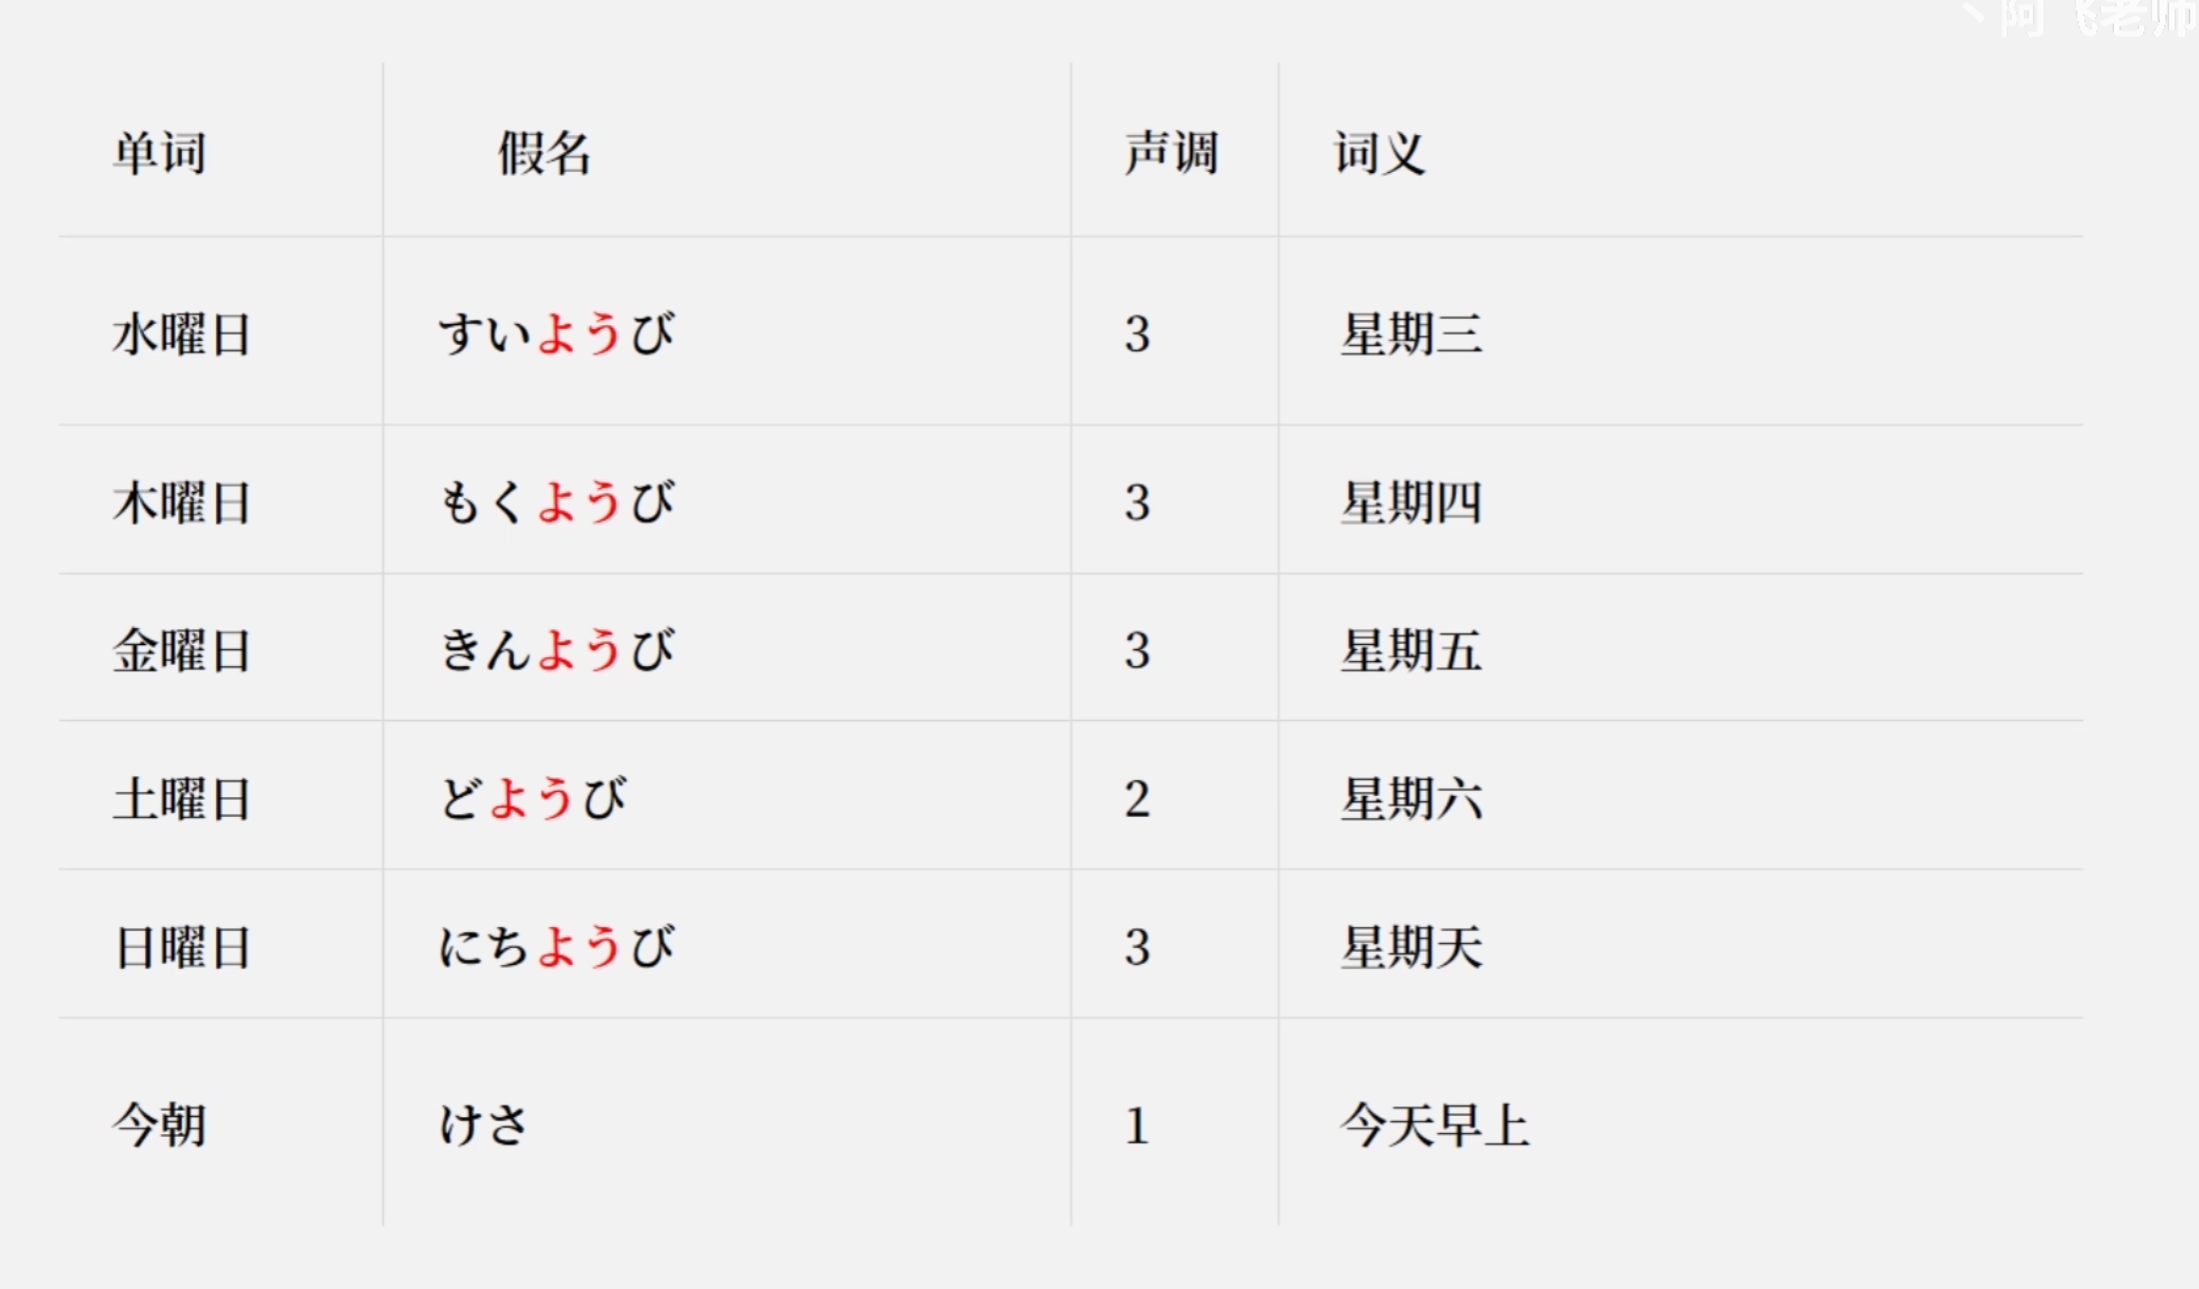 阿飞老师
单词 假名 声调 词义
水曜日 すいようび 3 星期三
木曜日 もくようび 3 星期四
金曜日 きんようび 3 星期五
土曜日 どようび 2 星期六
日曜日 にちようび 3 星期天
今朝 けさ 1 今天早上